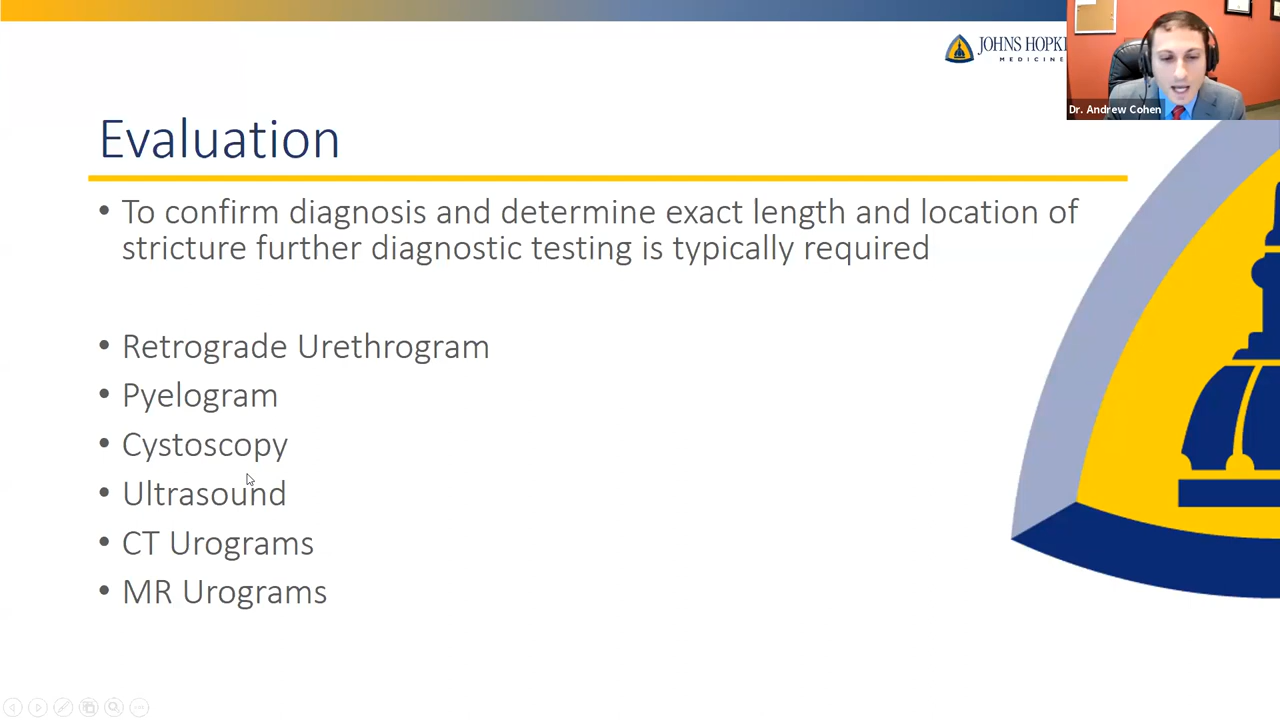 JOHNS HOPK
MEDICINE
Dr. Andrew Cohen
Evaluation
• To confirm diagnosis and determine exact length and location of
stricture further diagnostic testing is typically required
• Retrograde Urethrogram
• Pyelogram
• Cystoscopy
• Ultrasound
• CT Urograms
• MR Urograms